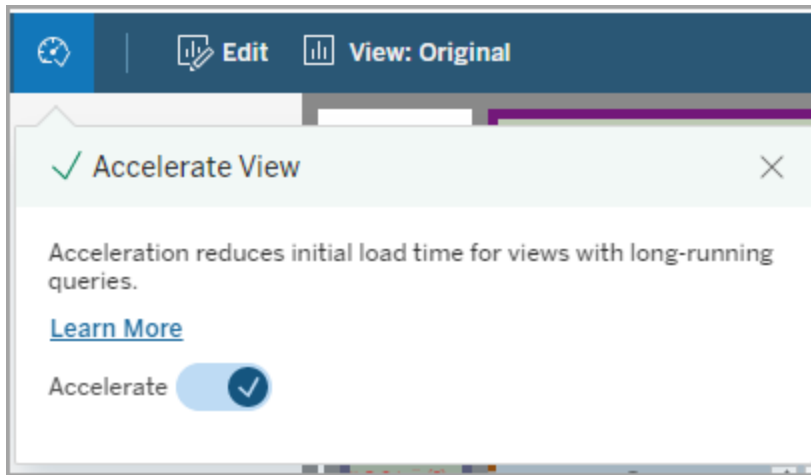 Edit View: Original
Accelerate View
Acceleration reduces initial load time for views with long-running
queries.
Learn More
Accelerate